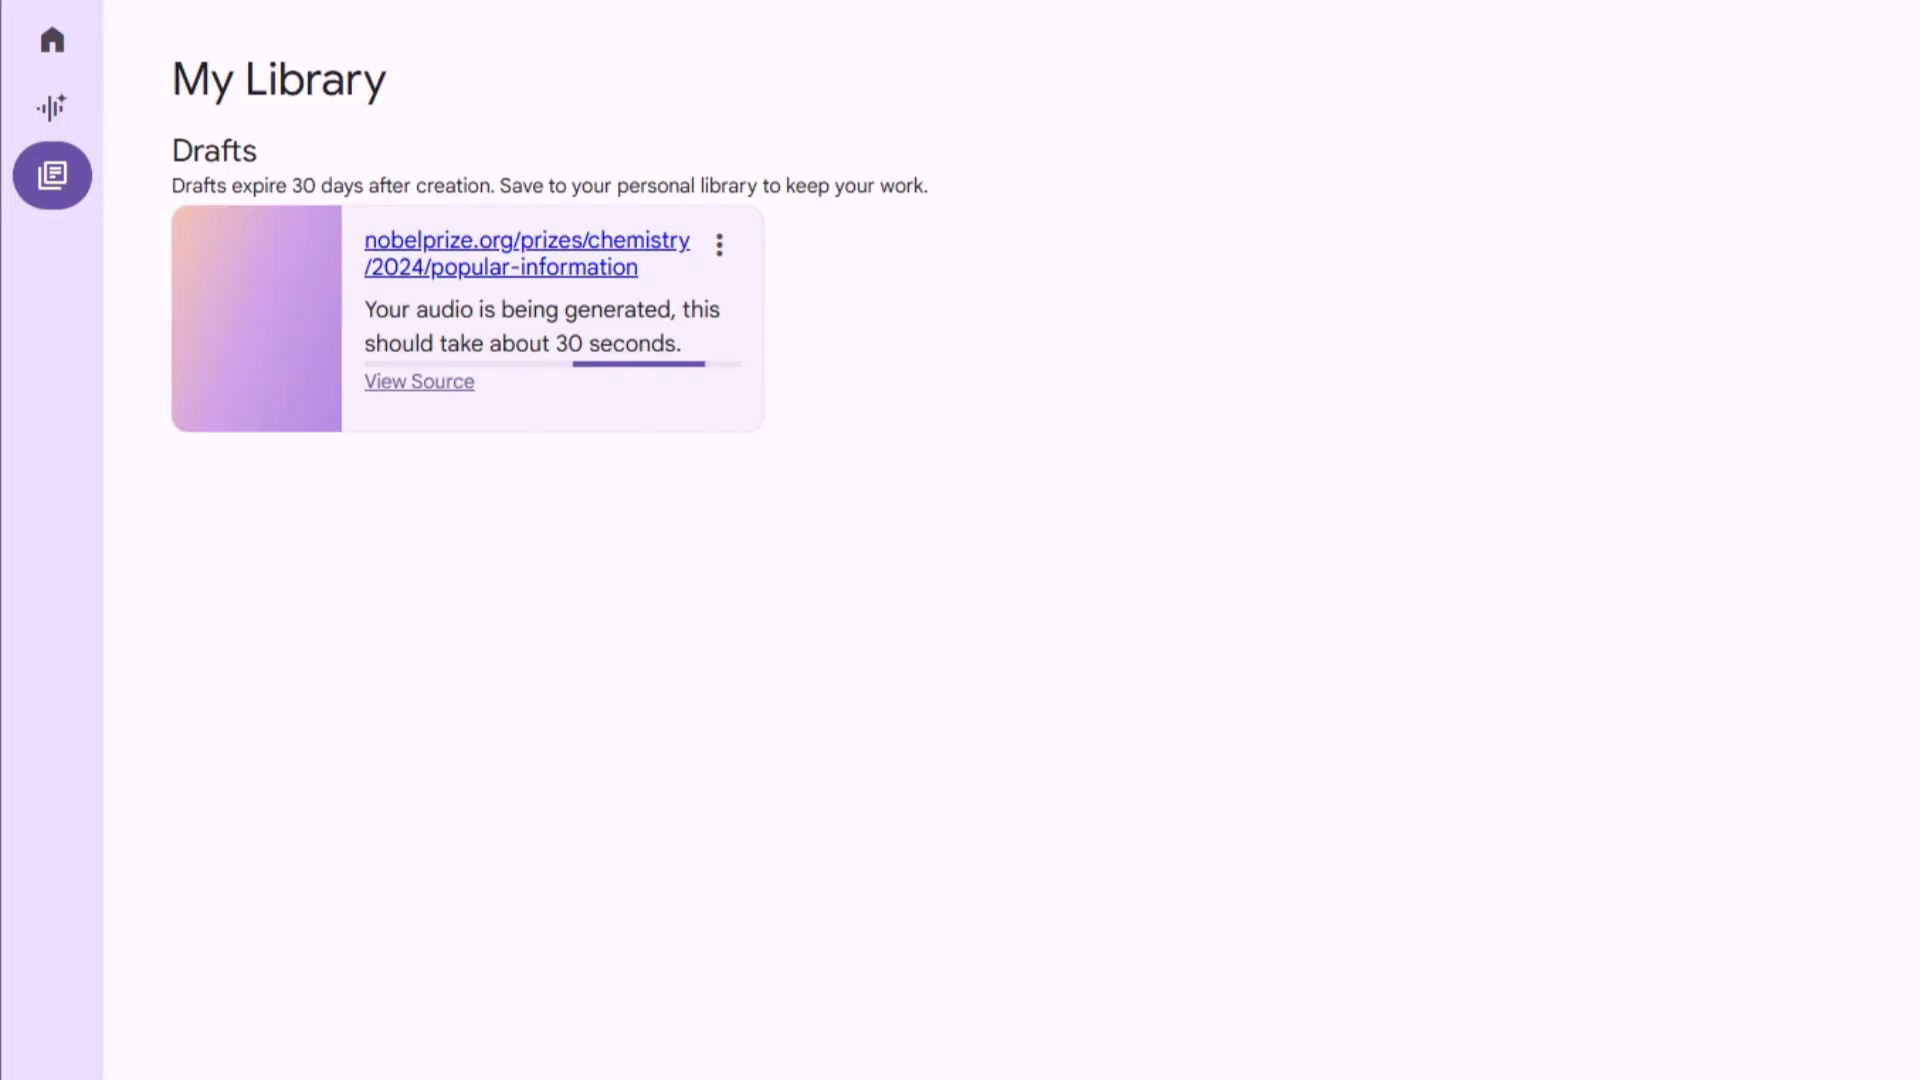 My Library
Drafts
Drafts expire 30 days after creation. Save to your personal library to keep your work.
nobelprize.org/prizes/chemistry
/2024/popular-information
Your audio is being generated, this
should take about 30 seconds.
View Source